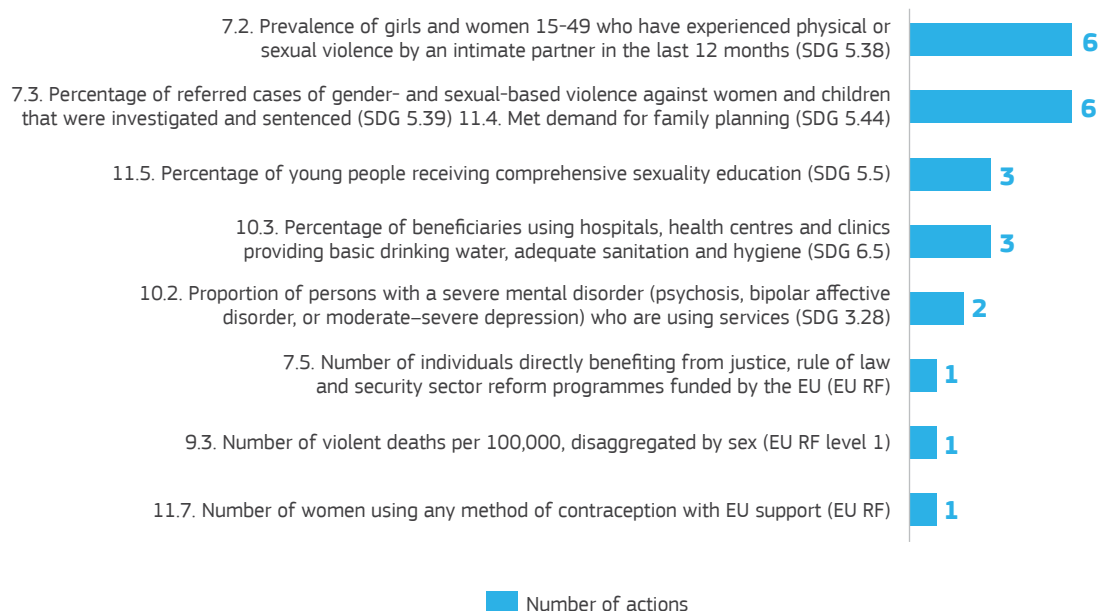 7.2. Prevalence of girls and women 15-49 who have experienced physical or
sexual violence by an intimate partner in the last 12 months (SDG 5.38)
6
7.3. Percentage of referred cases of gender- and sexual-based violence against women and children
that were investigated and sentenced (SDG 5.39) 11.4. Met demand for family planning (SDG 5.44)
6
11.5. Percentage of young people receiving comprehensive sexuality education (SDG 5.5)
3
10.3. Percentage of beneficiaries using hospitals, health centres and clinics
providing basic drinking water, adequate sanitation and hygiene (SDG 6.5)
3
10.2. Proportion of persons with a severe mental disorder (psychosis, bipolar affective
disorder, or moderate–severe depression) who are using services (SDG 3.28)
2
7.5. Number of individuals directly benefiting from justice, rule of law
and security sector reform programmes funded by the EU (EU RF)
1
9.3. Number of violent deaths per 100,000, disaggregated by sex (EU RF level 1)
1
11.7. Number of women using any method of contraception with EU support (EU RF)
1
Number of actions